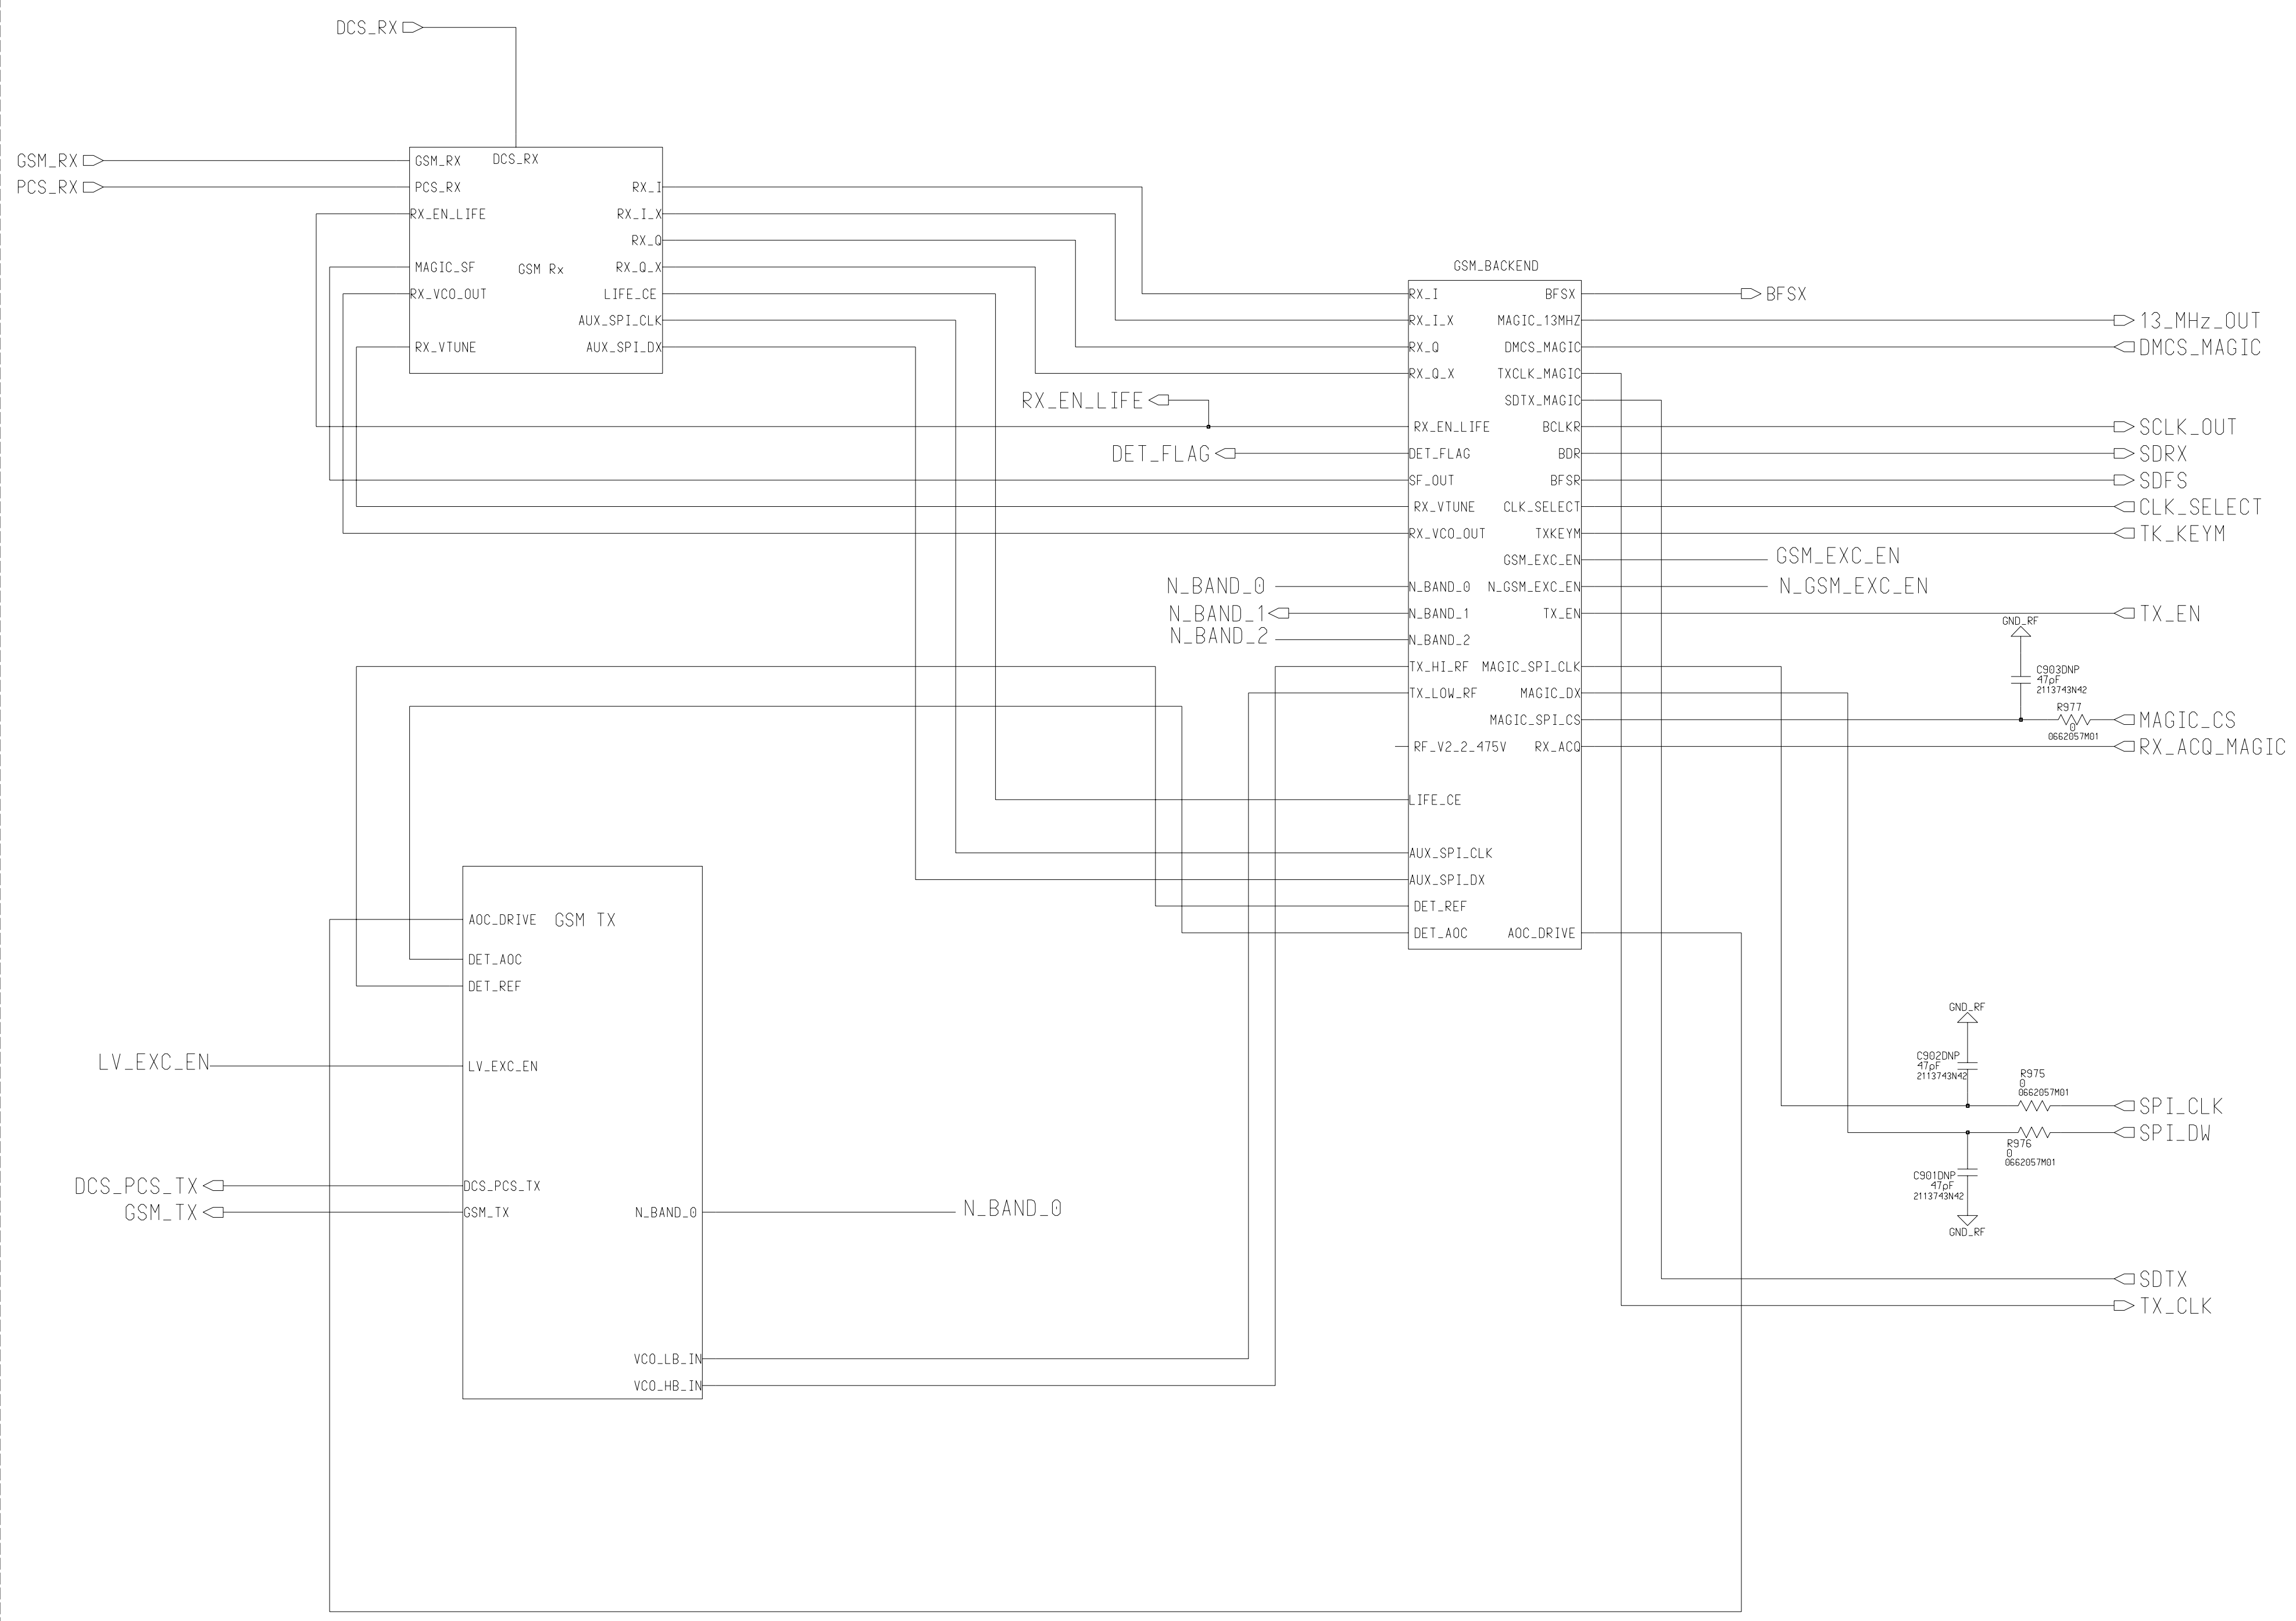 DCS_RX
GSM_RX
PCS_RX
GSM_RX
DCS_RX
PCS_RX
RX_EN_LIFE
MAGIC_SF
RX_VCO_OUT
RX_VTUNE
GSM Rx
RX_I
RX_I_X
RX_Q
RX_Q_X
LIFE_CE
AUX_SPI_CLK
AUX_SPI_DX
RX_EN_LIFE
DET_FLAG
N_BAND_0
N_BAND_1
N_BAND_2
GSM_BACKEND
RX_I
RX_I_X
RX_Q
RX_Q_X
RX_EN_LIFE
DET_FLAG
SF_OUT
RX_VTUNE
RX_VCO_OUT
N_BAND_0
N_BAND_1
N_BAND_2
TX_HI_RF
TX_LOW_RF
RF_V2_2_475V
LIFE_CE
AUX_SPI_CLK
AUX_SPI_DX
DET_REF
DET_AOC
BFSX
MAGIC_13MHZ
DMCS_MAGIC
TXCLK_MAGIC
SDTX_MAGIC
BCLKR
BDR
BFSR
CLK_SELECT
TXKEYM
GSM_EXC_EN
N_GSM_EXC_EN
TX_EN
MAGIC_SPI_CLK
MAGIC_DX
MAGIC_SPI_CS
RX_ACQ
AOC_DRIVE
BFSX
13_MHz_OUT
DMCS_MAGIC
SCLK_OUT
SDRX
SDFS
CLK_SELECT
TK_KEYM
GSM_EXC_EN
N_GSM_EXC_EN
TX_EN
GND_RF
C903DNP
47pF
2113743N42
R977
0
0662057M01
MAGIC_CS
RX_ACQ_MAGIC
GND_RF
C902DNP
47pF
2113743N42
R975
0
0662057M01
SPI_CLK
SPI_DW
R976
0
0662057M01
C901DNP
47pF
2113743N42
GND_RF
SDTX
TX_CLK
AOC_DRIVE
GSM TX
DET_AOC
DET_REF
LV_EXC_EN
LV_EXC_EN
DCS_PCS_TX
GSM_TX
DCS_PCS_TX
GSM_TX
N_BAND_0
N_BAND_0
VCO_LB_IN
VCO_HB_IN